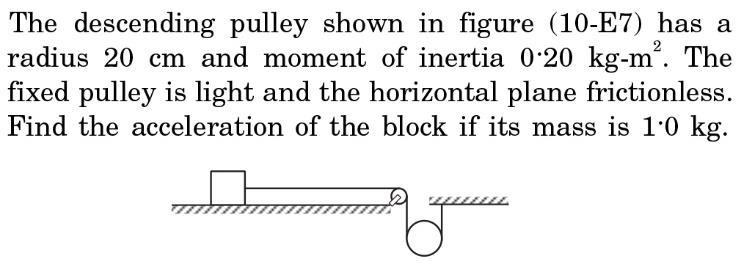 The descending pulley shown in figure (10-E7) has a
radius 20 cm and moment of inertia 0·20 kg-m². The
fixed pulley is light and the horizontal plane frictionless.
Find the acceleration of the block if its mass is 1·0 kg.